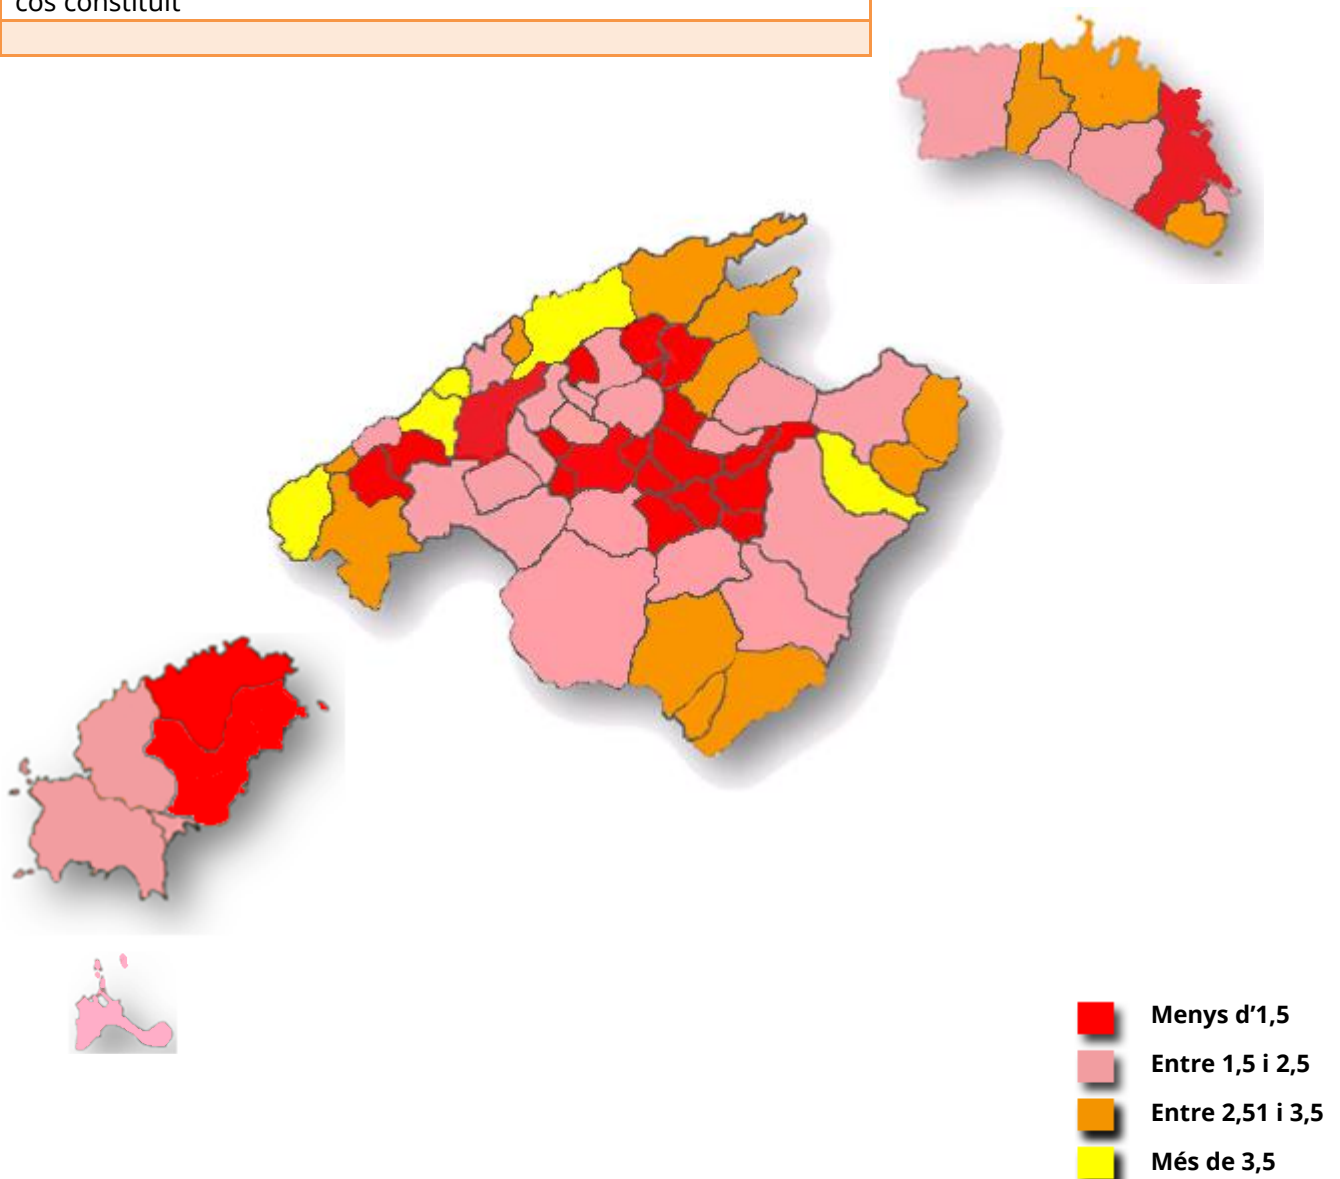 cos constituït
Menys d’1,5
Entre 1,5 i 2,5
Entre 2,51 i 3,5
Més de 3,5